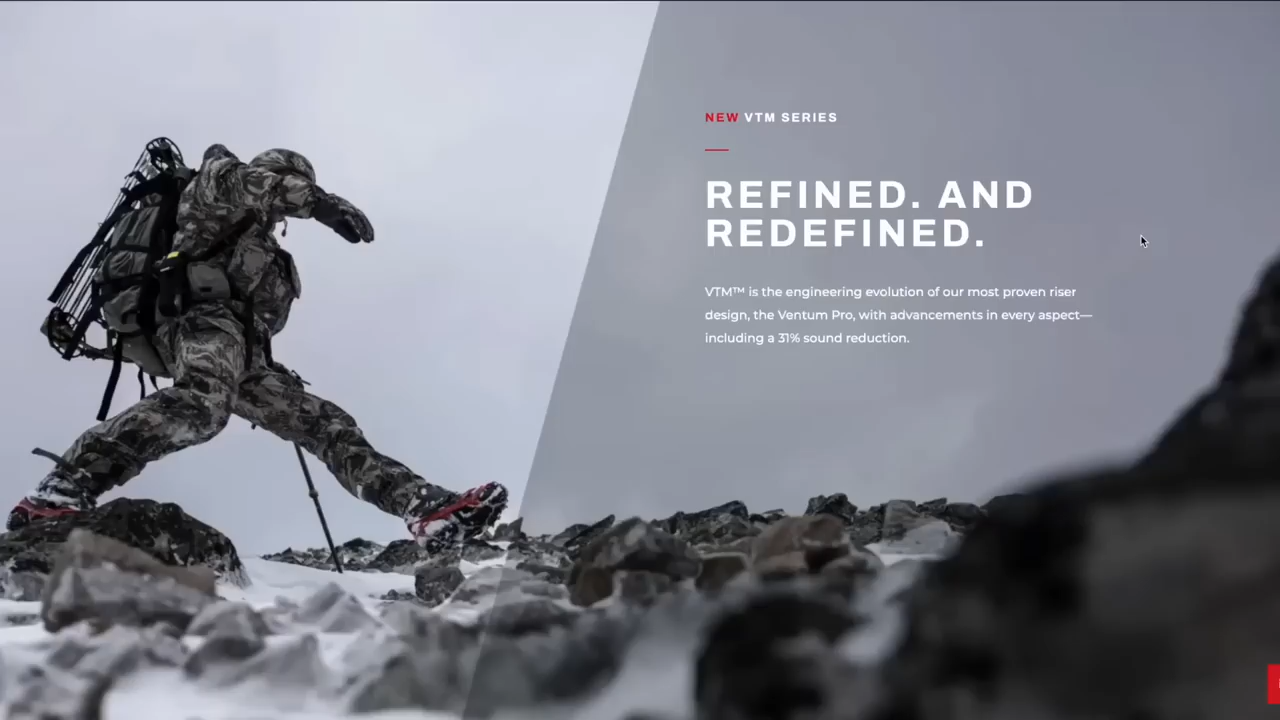 NEW VTM SERIES
REFINED. AND
REDEFINED.
VTM™ is the engineering evolution of our most proven riser
design, the Ventum Pro, with advancements in every aspect—
including a 31% sound reduction.